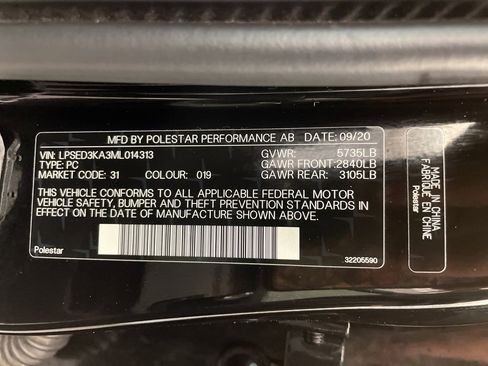 MFD BY POLESTAR PERFORMANCE AB DATE: 09/20
VIN: LPSED3KA3ML014313 GVWR: 5735LB
TYPE: PC GAWR FRONT: 2840LB
MARKET CODE: 31 COLOUR: 019 GAWR REAR: 3105LB
THIS VEHICLE CONFORMS TO ALL APPLICABLE FEDERAL MOTOR
VEHICLE SAFETY, BUMPER AND THEFT PREVENTION STANDARDS IN
EFFECT ON THE DATE OF MANUFACTURE SHOWN ABOVE.
Polestar 32205590
MADE IN CHINA
FABRIQUÉ EN CHINE
Polestar